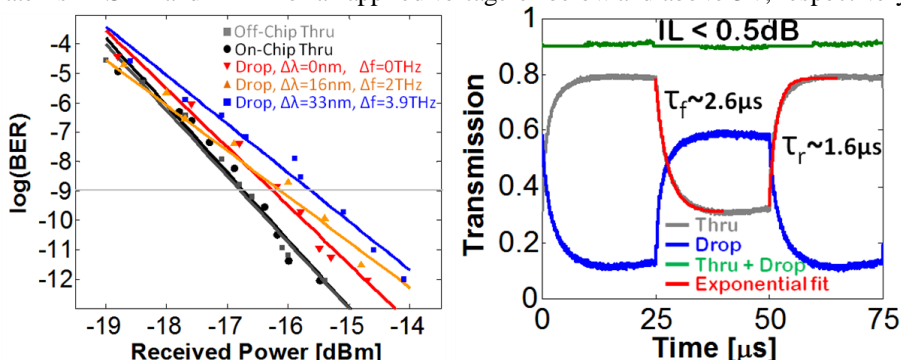 -4
-5
-6
-7
-8
-9
-10
-11
-12
log(BER)
Off-Chip Thru
On-Chip Thru
Drop, Δλ=0nm, Δf=0THz
Drop, Δλ=16nm, Δf=2THz
Drop, Δλ=33nm, Δf=3.9THz
-19 -18 -17 -16 -15 -14
Received Power [dBm]
1
0.8
0.6
0.4
0.2
0
Transmission
IL < 0.5dB
τf~2.6µs
τr~1.6µs
Thru
Drop
Thru + Drop
Exponential fit
0 25 50 75
Time [µs]